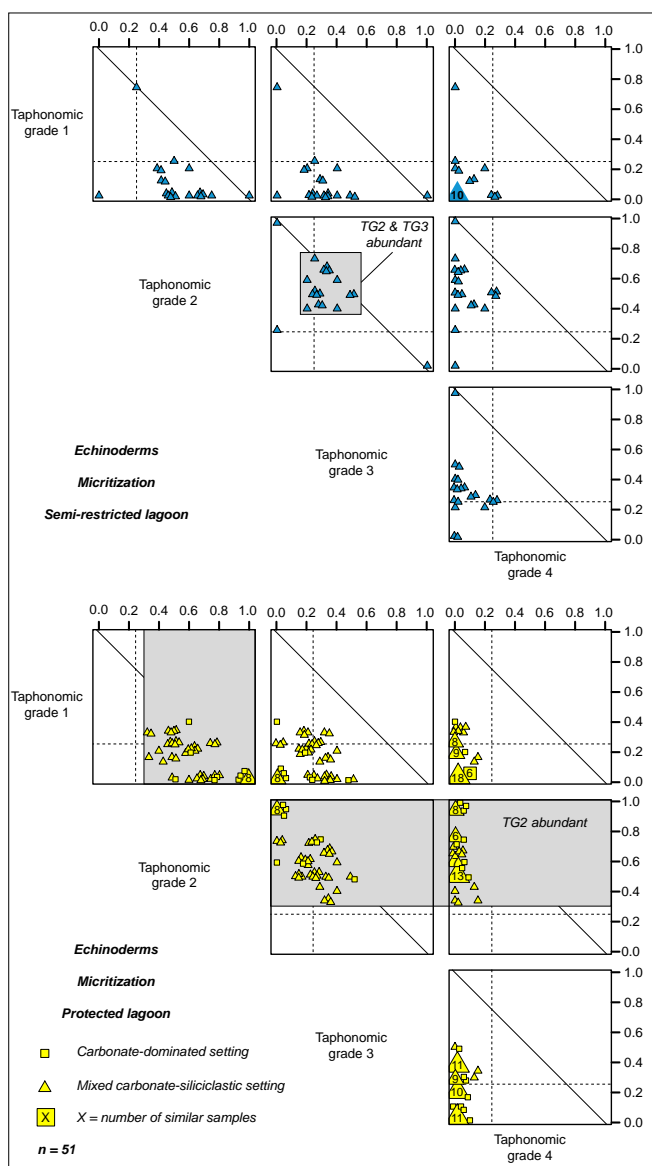 0.0 0.2 0.4 0.6 0.8 1.0 0.0 0.2 0.4 0.6 0.8 1.0 0.0 0.2 0.4 0.6 0.8 1.0
1.0
0.8
0.6
0.4
0.2
0.0
Taphonomic
grade 1
10
1.0
0.8
0.6
0.4
0.2
0.0
TG2 & TG3
abundant
Taphonomic
grade 2
1.0
0.8
0.6
0.4
0.2
0.0
Echinoderms
Micritization
Semi-restricted lagoon
Taphonomic
grade 3
Taphonomic
grade 4
0.0 0.2 0.4 0.6 0.8 1.0 0.0 0.2 0.4 0.6 0.8 1.0 0.0 0.2 0.4 0.6 0.8 1.0
1.0
0.8
0.6
0.4
0.2
0.0
Taphonomic
grade 1
8
8
8
9
18
6
1.0
0.8
0.6
0.4
0.2
0.0
TG2 abundant
8
8
6
13
Taphonomic
grade 2
1.0
0.8
0.6
0.4
0.2
0.0
Echinoderms
Micritization
Protected lagoon
Taphonomic
grade 3
11
9
10
11
Carbonate-dominated setting
Mixed carbonate-siliciclastic setting
X X = number of similar samples
n = 51
Taphonomic
grade 4